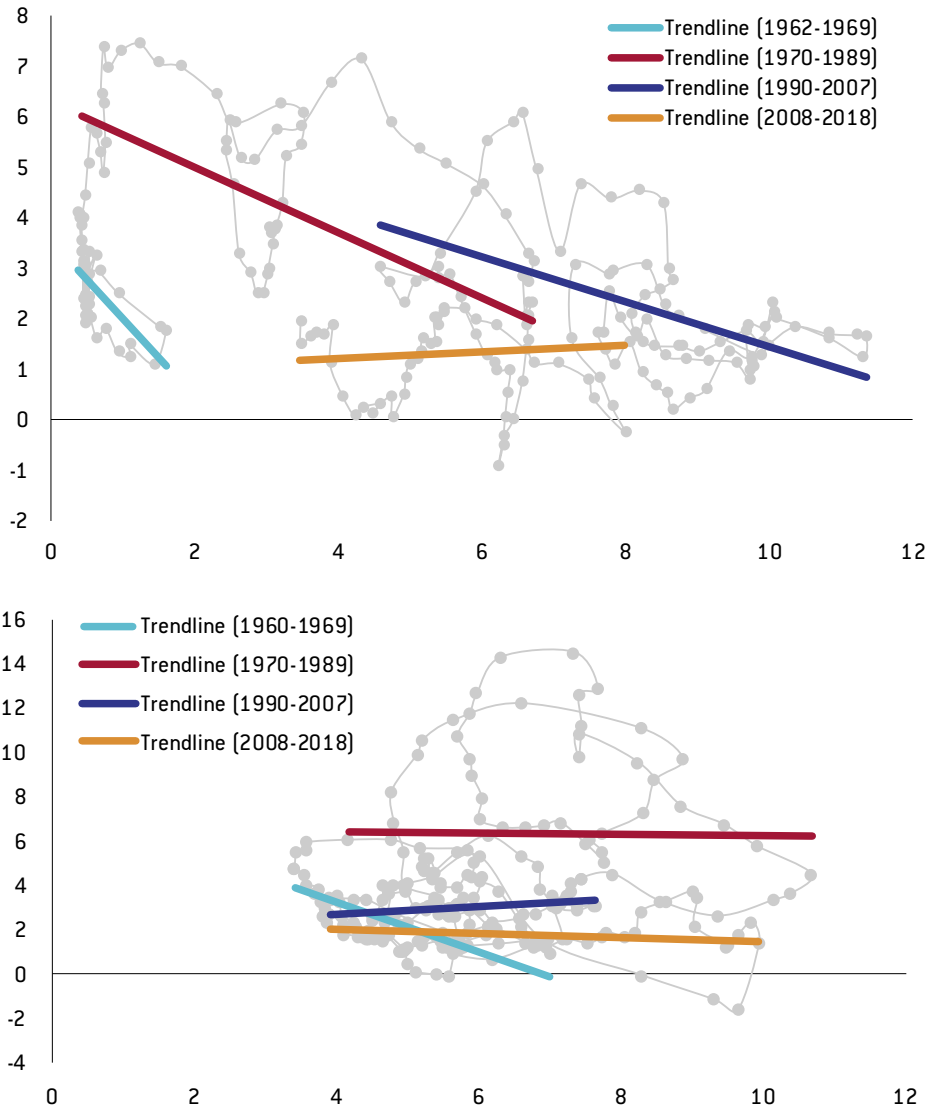 8
7
6
5
4
3
2
1
0
-1
-2
Trendline (1962-1969)
Trendline (1970-1989)
Trendline (1990-2007)
Trendline (2008-2018)
0 2 4 6 8 10 12
16
14
12
10
8
6
4
2
0
-2
-4
Trendline (1960-1969)
Trendline (1970-1989)
Trendline (1990-2007)
Trendline (2008-2018)
0 2 4 6 8 10 12